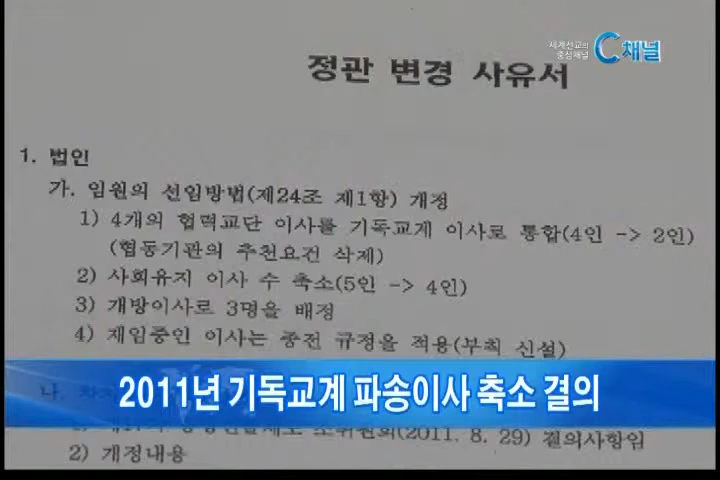 세계선교의
중심채널
C채널
정관 변경 사유서
1. 법인
가. 임원의 선임방법(제24조 제1항) 개정
1) 4개의 협력교단 이사를 기독교계 이사로 통합(4인 -> 2인)
(협동기관의 추천요건 삭제)
2) 사회유지 이사 수 축소(5인 -> 4인)
3) 개방이사로 3명을 배정
4) 재임중인 이사는 종전 규정을 적용(부칙 신설)
2011년 기독교계 파송이사 축소 결의
(2011. 8. 29) 결의사항임
2) 개정내용